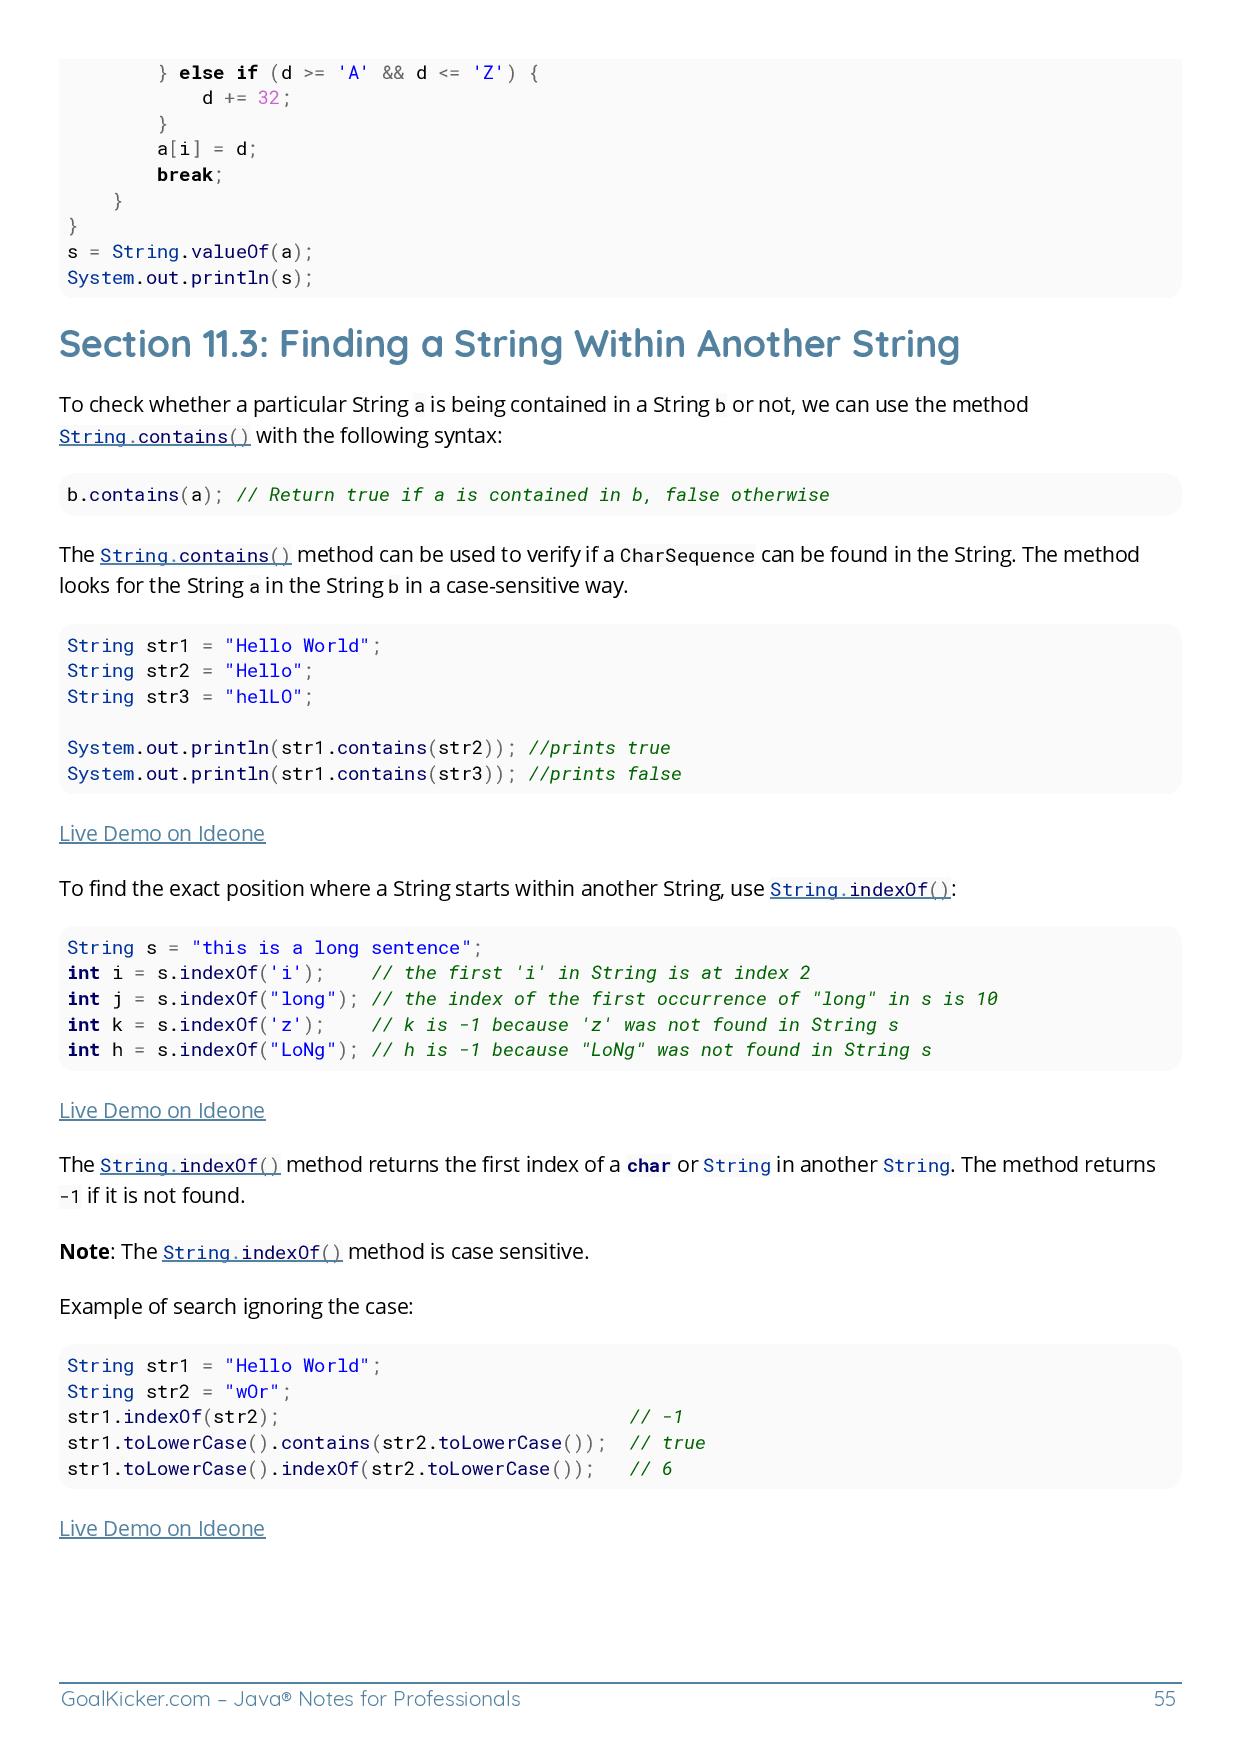 } else if (d >= 'A' && d <= 'Z') {
            d += 32;
        }
        a[i] = d;
        break;
    }
}
s = String.valueOf(a);
System.out.println(s);
Section 11.3: Finding a String Within Another String
To check whether a particular String a is being contained in a String b or not, we can use the method
String.contains() with the following syntax:
b.contains(a); // Return true if a is contained in b, false otherwise
The String.contains() method can be used to verify if a CharSequence can be found in the String. The method
looks for the String a in the String b in a case-sensitive way.
String str1 = "Hello World";
String str2 = "Hello";
String str3 = "helLO";

System.out.println(str1.contains(str2)); //prints true
System.out.println(str1.contains(str3)); //prints false
Live Demo on Ideone
To find the exact position where a String starts within another String, use String.indexOf():
String s = "this is a long sentence";
int i = s.indexOf('i');    // the first 'i' in String is at index 2
int j = s.indexOf("long"); // the index of the first occurrence of "long" in s is 10
int k = s.indexOf('z');    // k is -1 because 'z' was not found in String s
int h = s.indexOf("LoNg"); // h is -1 because "LoNg" was not found in String s
Live Demo on Ideone
The String.indexOf() method returns the first index of a char or String in another String. The method returns
-1 if it is not found.
Note: The String.indexOf() method is case sensitive.
Example of search ignoring the case:
String str1 = "Hello World";
String str2 = "wOr";
str1.indexOf(str2);                               // -1
str1.toLowerCase().contains(str2.toLowerCase());  // true
str1.toLowerCase().indexOf(str2.toLowerCase());   // 6
Live Demo on Ideone
GoalKicker.com – Java® Notes for Professionals 55